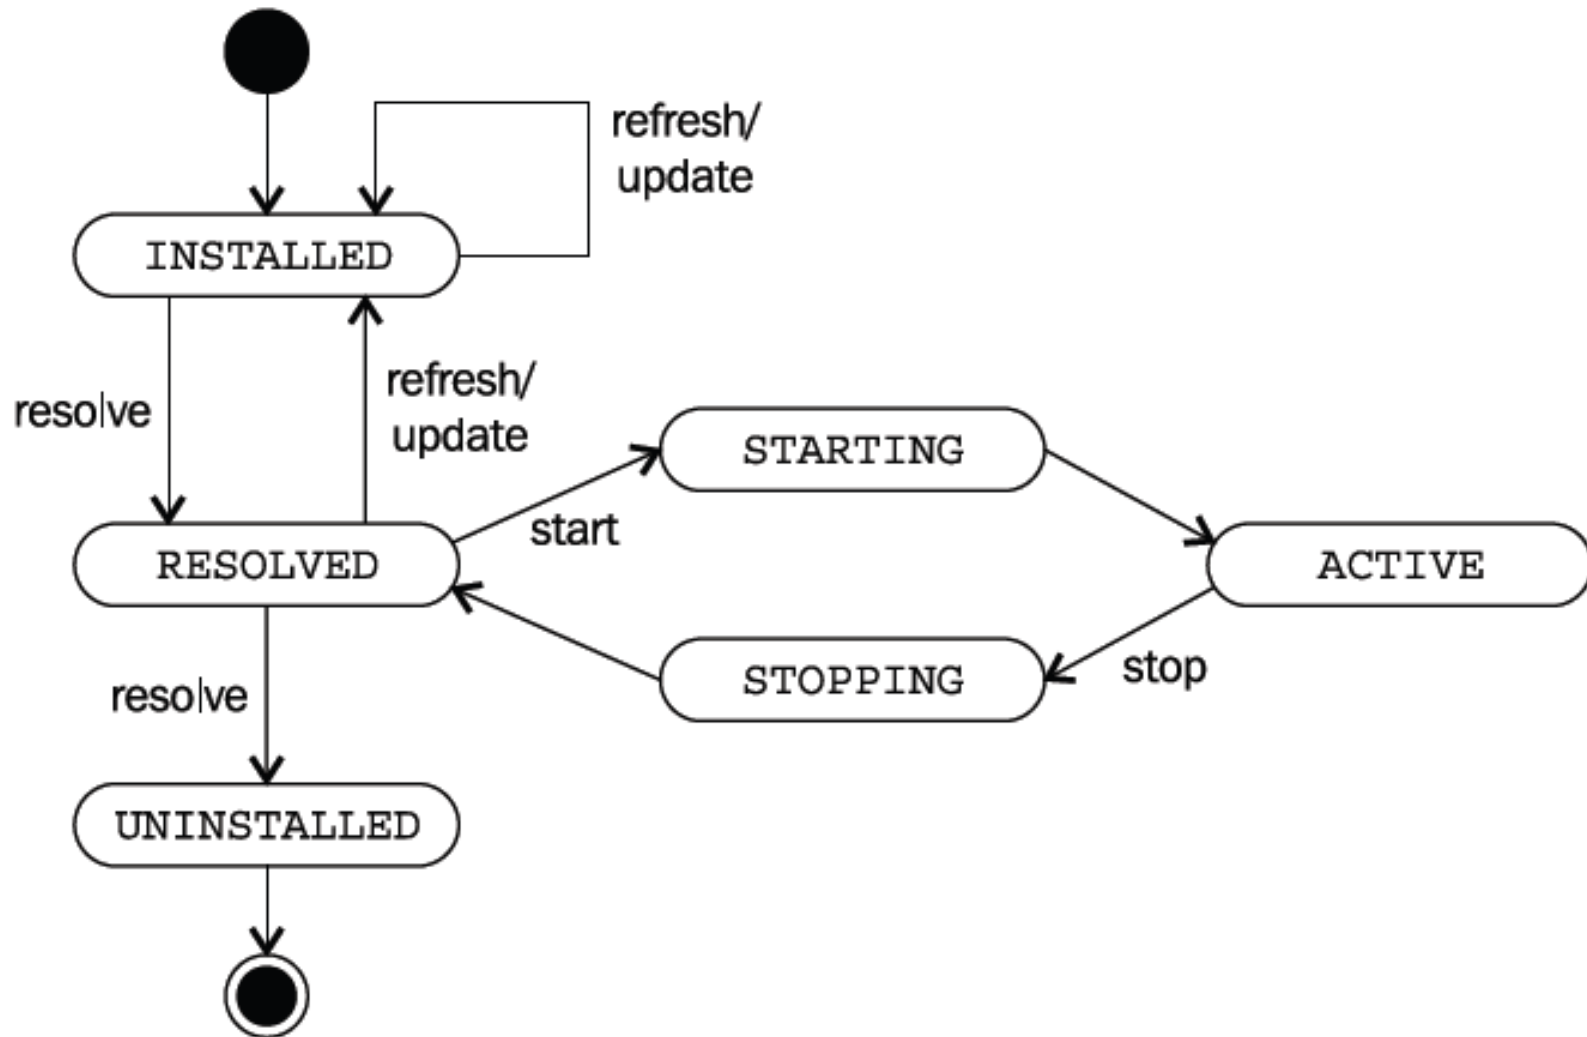 refresh/
update
INSTALLED
resolve
refresh/
update
STARTING
start
RESOLVED
ACTIVE
STOPPING
stop
resolve
UNINSTALLED